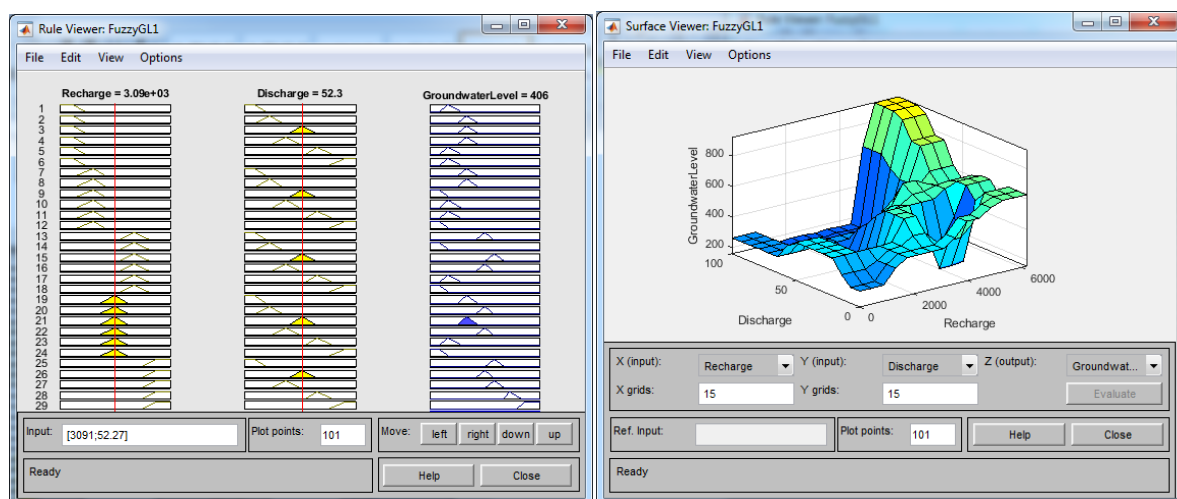 Rule Viewer: FuzzyGL1
File Edit View Options
Recharge = 3.09e+03 Discharge = 52.3 GroundwaterLevel = 406
1
2
3
4
5
6
7
8
9
10
11
12
13
14
15
16
17
18
19
20
21
22
23
24
25
26
27
28
29
Input: [3091;52.27] Plot points: 101 Move: left right down up
Ready Help Close
Surface Viewer: FuzzyGL1
File Edit View Options
GroundwaterLevel
800
600
400
200
100
50
0
0
2000
4000
6000
Discharge
Recharge
X (input): Recharge Y (input): Discharge Z (output): Groundwat...
X grids: 15 Y grids: 15 Evaluate
Ref. Input: Plot points: 101 Help Close
Ready